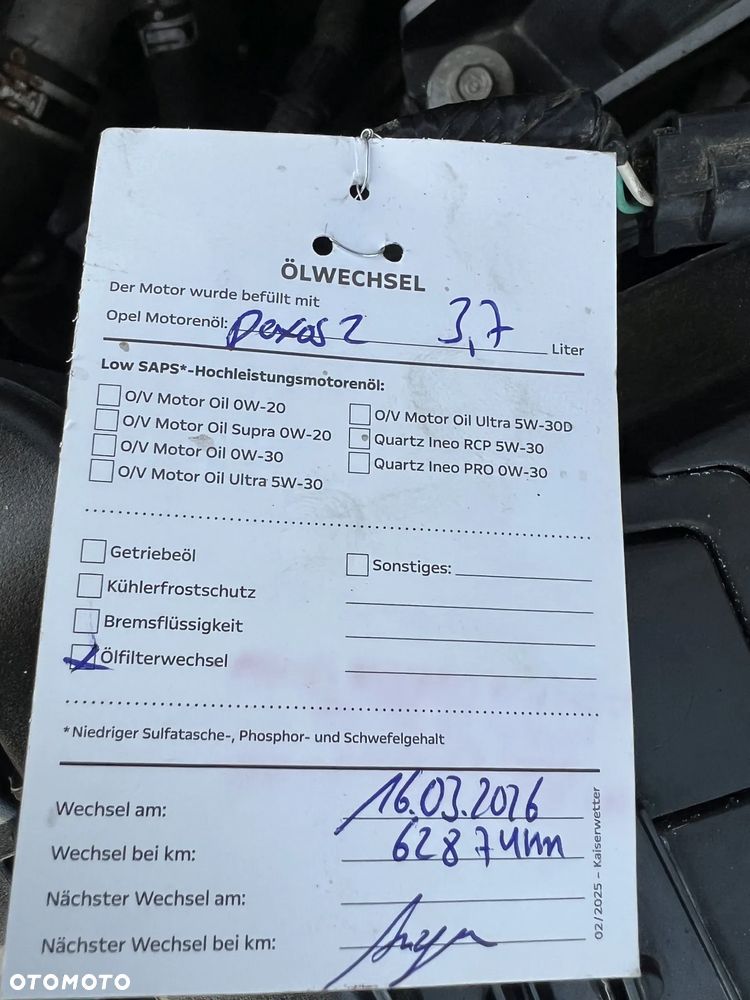 ÖLWECHSEL
Der Motor wurde befüllt mit
Opel Motorenöl: Dexos 2 3,7 Liter
Low SAPS*-Hochleistungsmotorenöl:
O/V Motor Oil 0W-20
O/V Motor Oil Supra 0W-20
O/V Motor Oil 0W-30
O/V Motor Oil Ultra 5W-30
O/V Motor Oil Ultra 5W-30D
Quartz Ineo RCP 5W-30
Quartz Ineo PRO 0W-30
Getriebeöl
Kühlerfrostschutz
Bremsflüssigkeit
Ölfilterwechsel
Sonstiges:
*Niedriger Sulfatasche-, Phosphor- und Schwefelgehalt
Wechsel am: 16.03.2026
Wechsel bei km: 62874km
Nächster Wechsel am:
Nächster Wechsel bei km:
02/2025 – Kaiserwetter
OTOMOTO